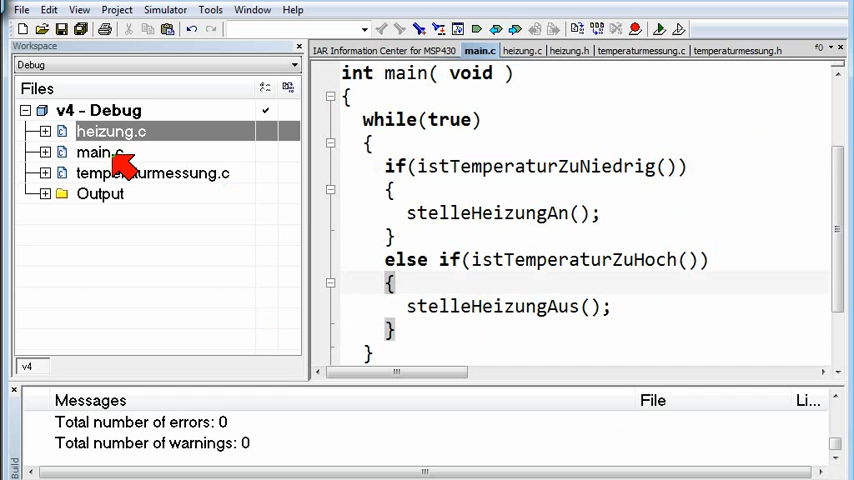 File Edit View Project Simulator Tools Window Help
Workspace
Debug
Files
v4 - Debug
heizung.c
main.c
temperaturmessung.c
Output
v4
IAR Information Center for MSP430 main.c heizung.c heizung.h temperaturmessung.c temperaturmessung.h f0
int main( void )
{
while(true)
{
if(istTemperaturZuNiedrig())
{
stelleHeizungAn();
}
else if(istTemperaturZuHoch())
{
stelleHeizungAus();
}
}
Messages File Li...
Total number of errors: 0
Total number of warnings: 0
Build